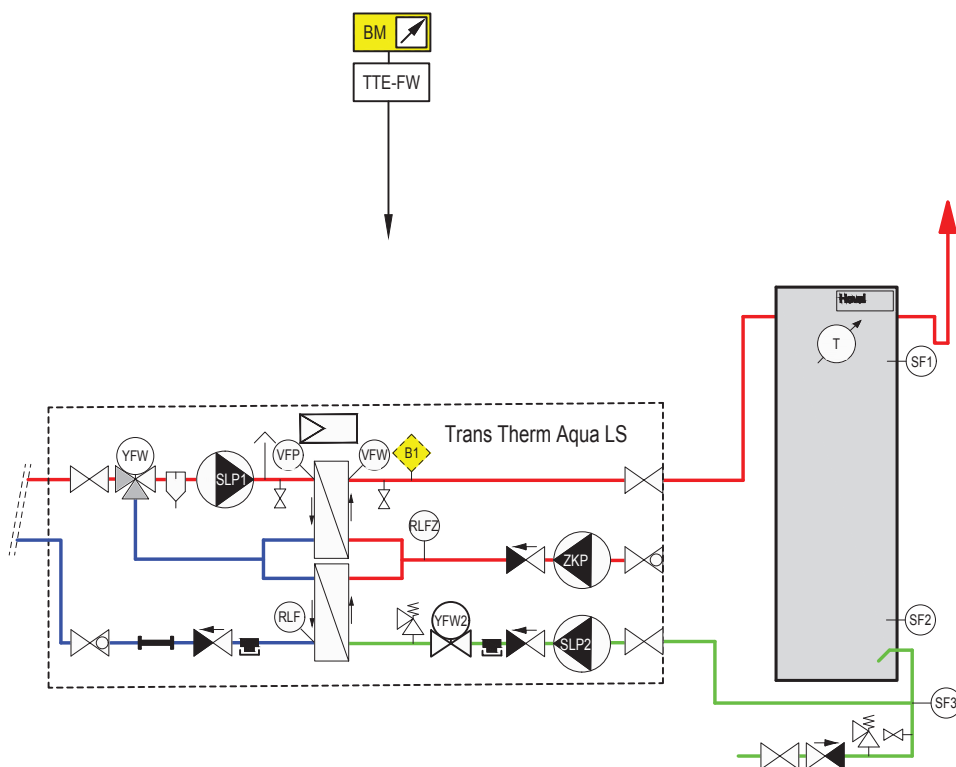 BM
TTE-FW
Hoval
T
SF1
Trans Therm Aqua LS
YFW
VFP
VFW
B1
SLP1
RLFZ
ZKP
RLF
YFW2
SLP2
SF2
SF3